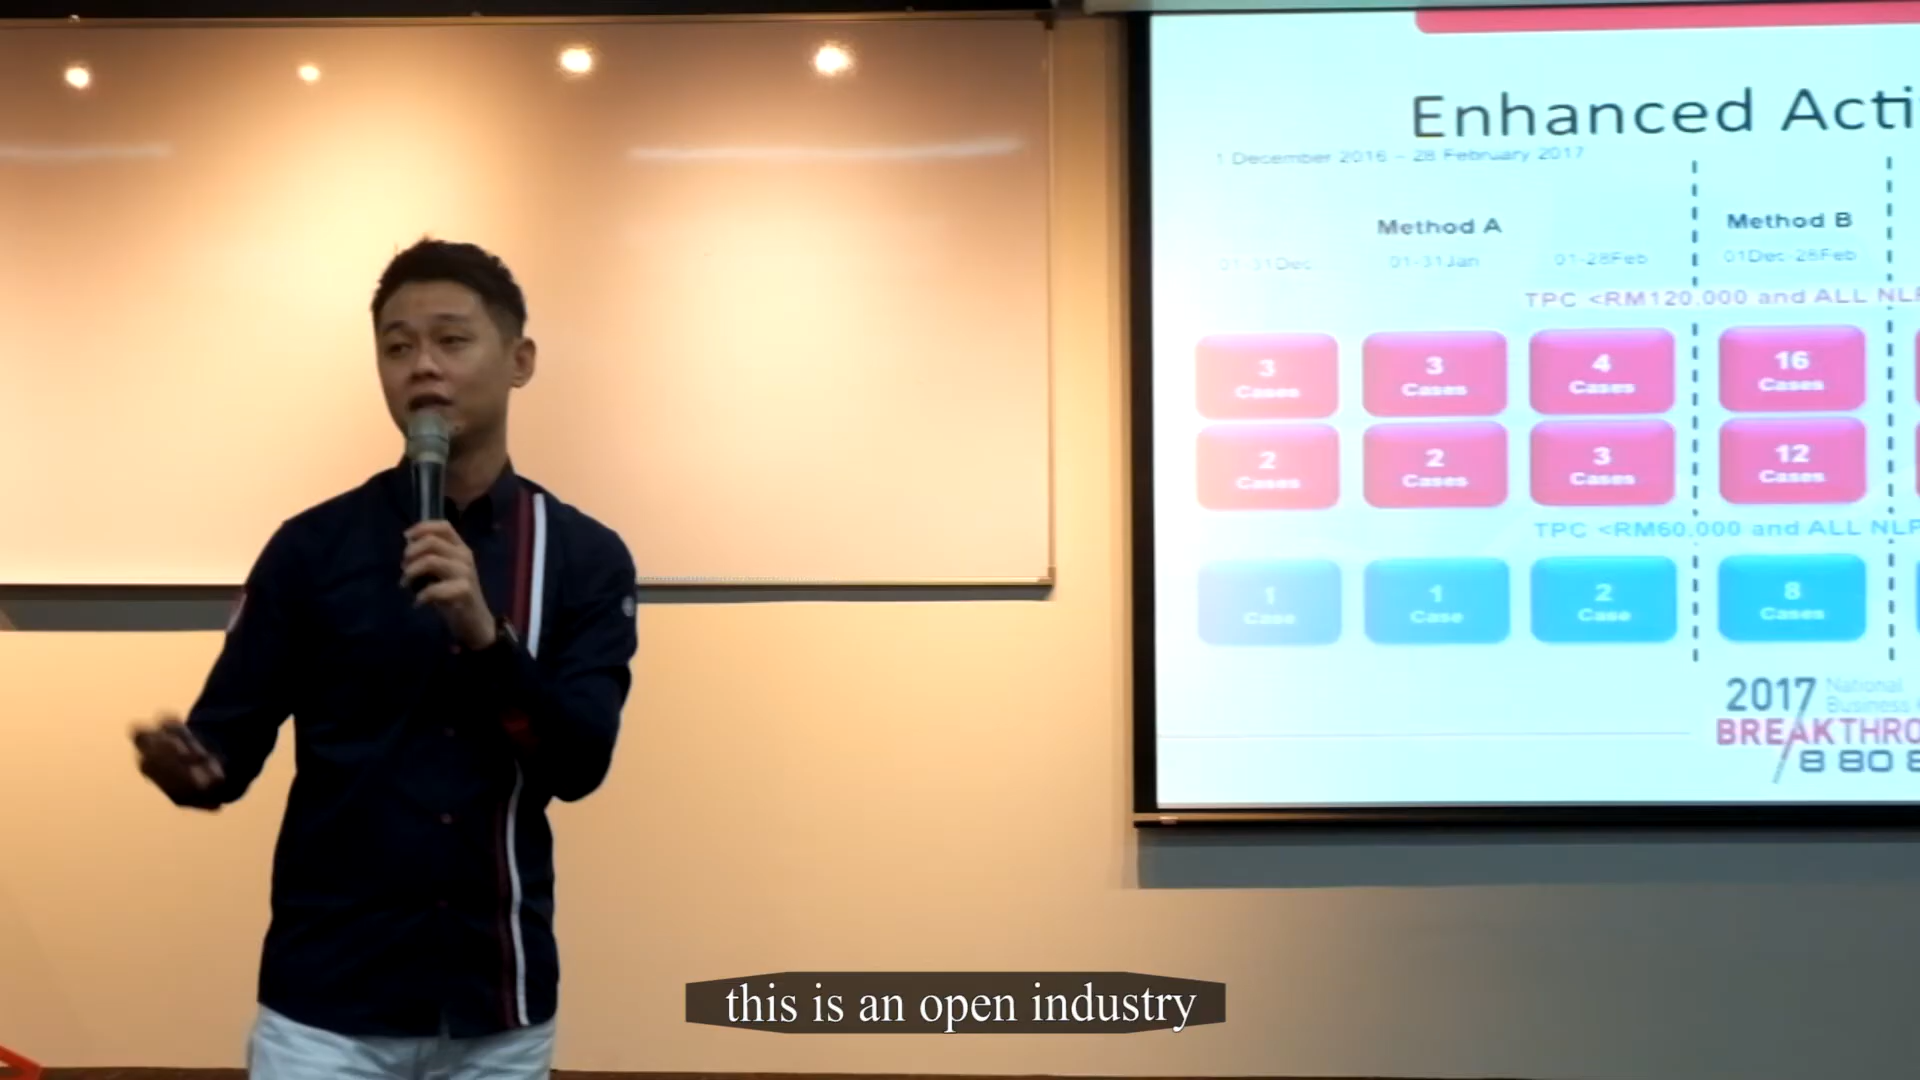 Enhanced Acti
1 December 2016 – 28 February 2017
Method A
Method B
01-31Dec
01-31Jan
01-28Feb
01Dec-28Feb
TPC <RM120,000 and ALL NLP
3
Cases
3
Cases
4
Cases
16
Cases
2
Cases
2
Cases
3
Cases
12
Cases
TPC <RM60,000 and ALL NLP
1
Case
1
Case
2
Case
8
Cases
2017
National
Business
BREAKTHRO
8 80 8
this is an open industry